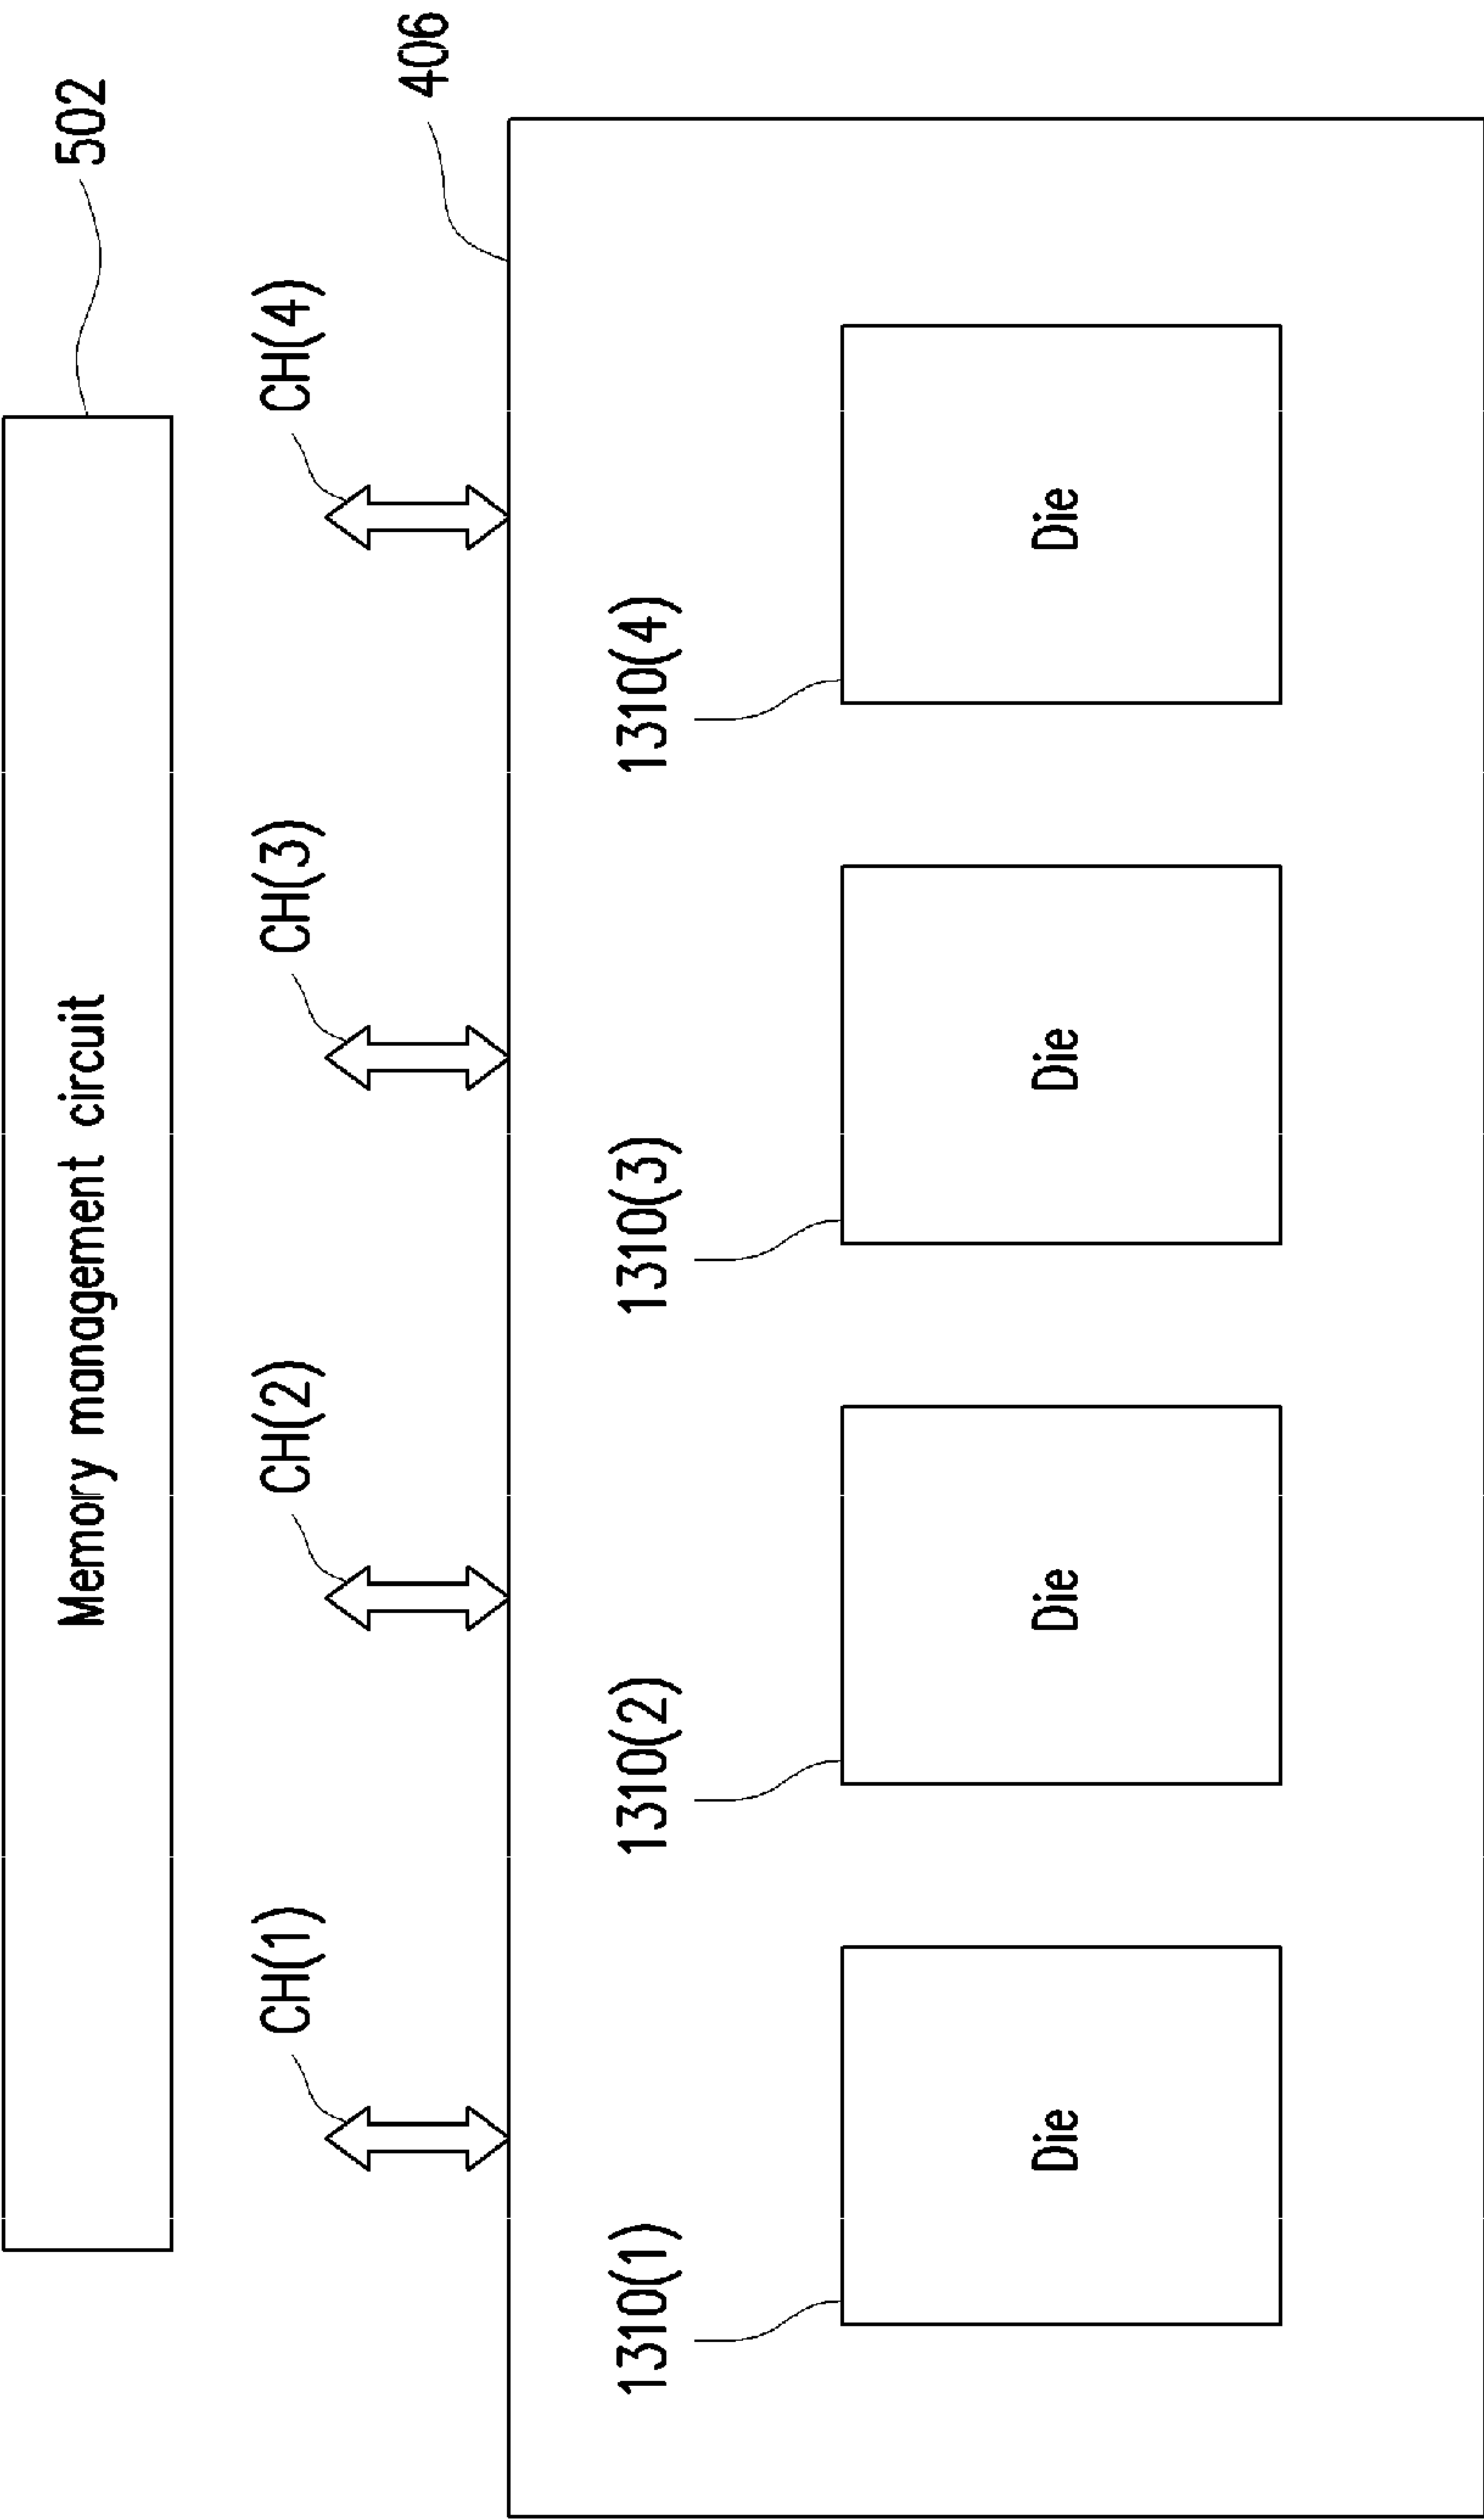 Memory management circuit
502
CH(1)
CH(2)
CH(3)
CH(4)
406
1310(1)
1310(2)
1310(3)
1310(4)
Die
Die
Die
Die